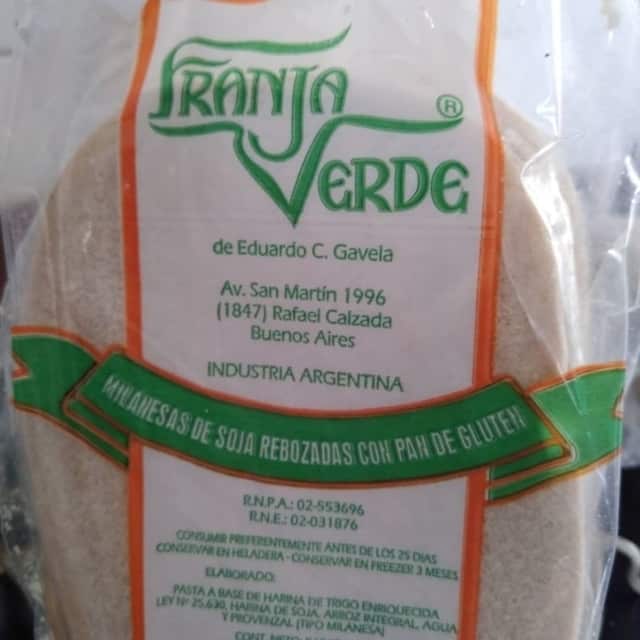 FRANJA
VERDE ®
de Eduardo C. Gavela
Av. San Martín 1996
(1847) Rafael Calzada
Buenos Aires
INDUSTRIA ARGENTINA
MILANESAS DE SOJA REBOZADAS CON PAN DE GLUTEN
R.N.P.A.: 02-553696
R.N.E.: 02-031876
CONSUMIR PREFERENTEMENTE ANTES DE LOS 25 DIAS
CONSERVAR EN HELADERA - CONSERVAR EN FREEZER 3 MESES
ELABORADO:
PASTA A BASE DE HARINA DE TRIGO ENRIQUECIDA
LEY Nº 25.630, HARINA DE SOJA, ARROZ INTEGRAL, AGUA
Y PROVENZAL (TIPO MILANESA)
CONT. NETO: